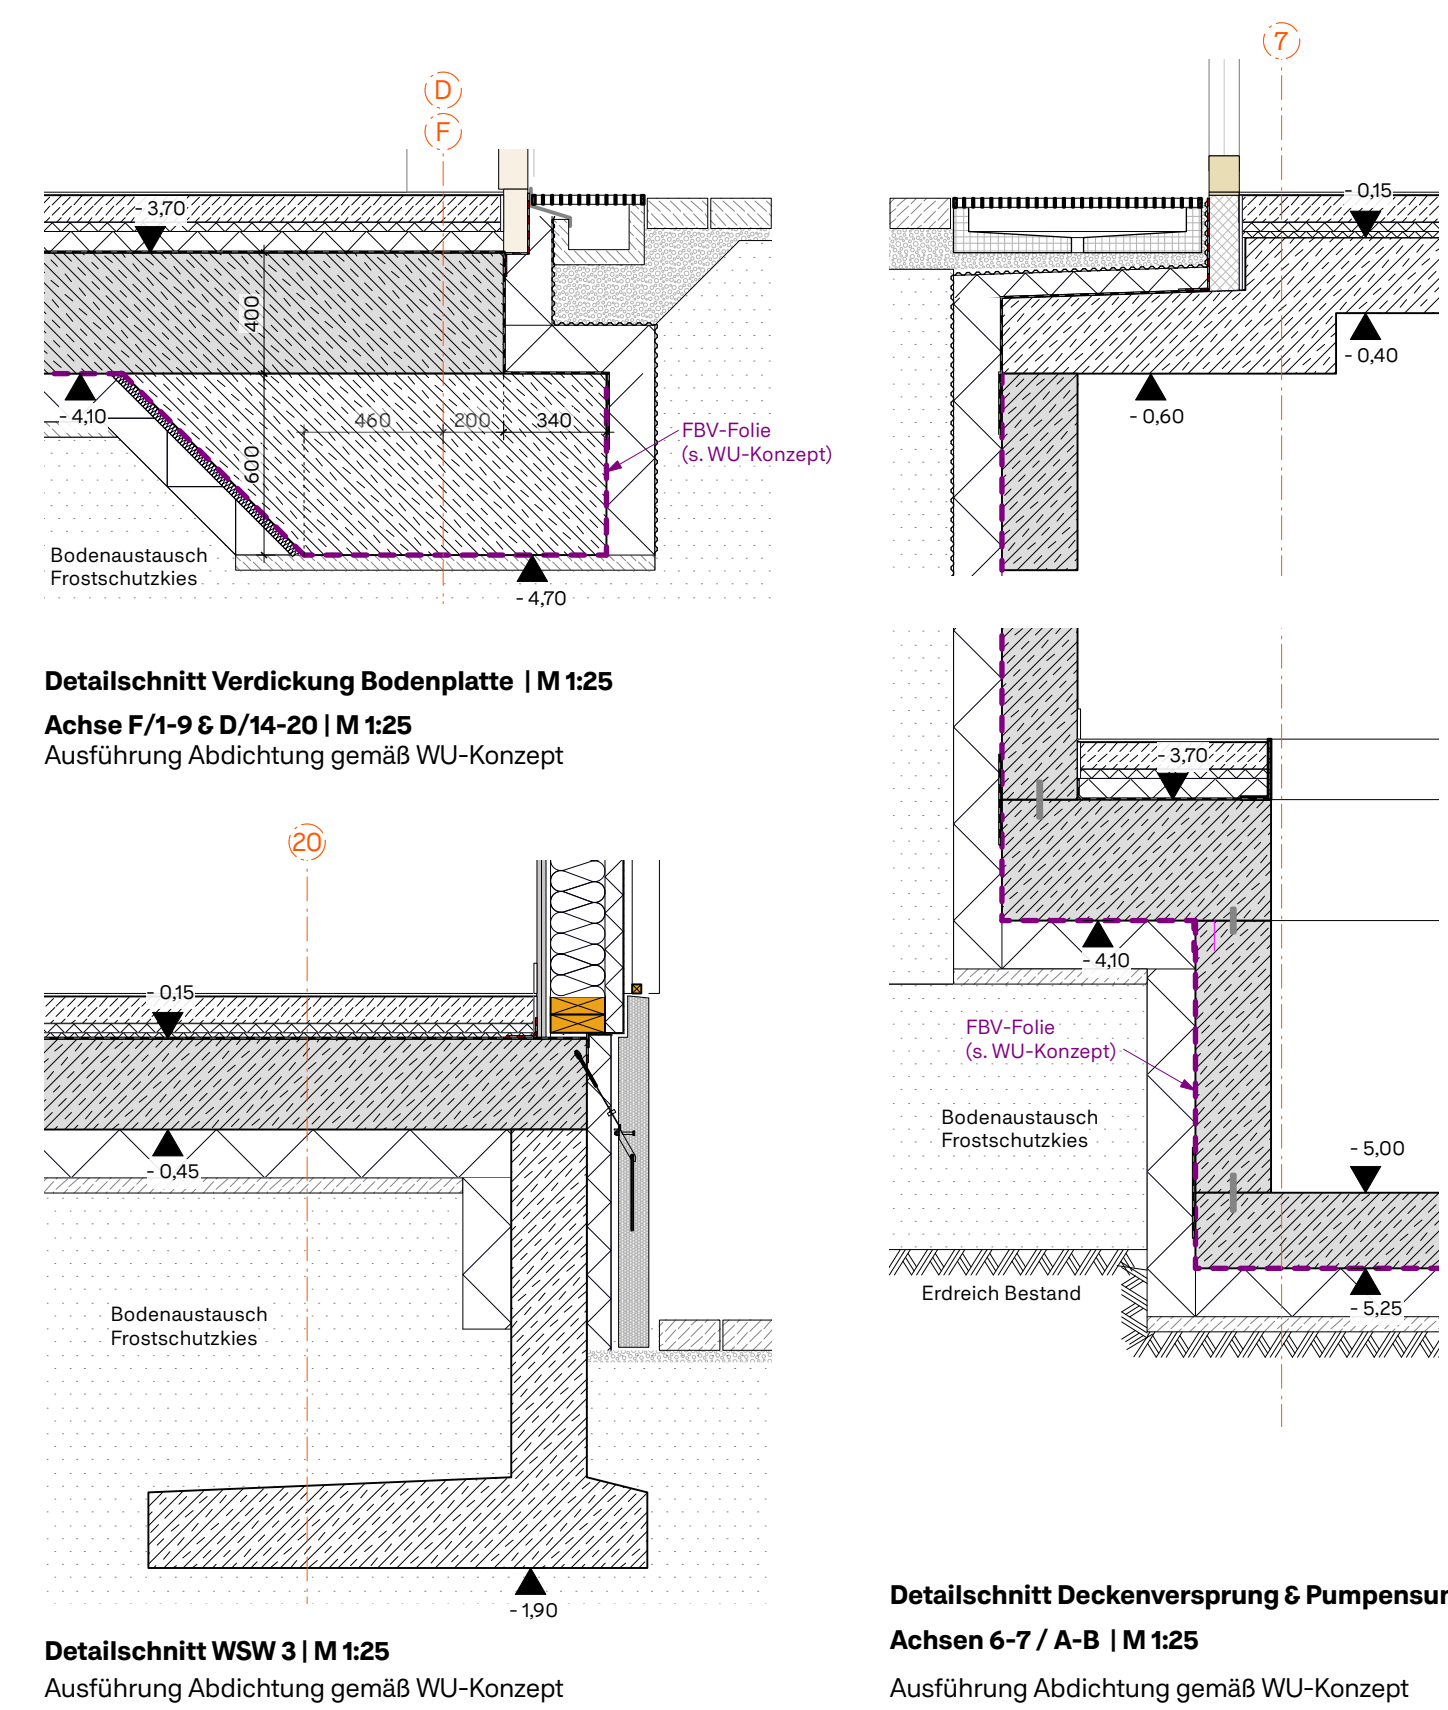 D
F
- 3,70
400
- 4,10
460
200
340
600
FBV-Folie
(s. WU-Konzept)
Bodenaustausch
Frostschutzkies
- 4,70
Detailschnitt Verdickung Bodenplatte | M 1:25
Achse F/1-9 & D/14-20 | M 1:25
Ausführung Abdichtung gemäß WU-Konzept
20
- 0,15
- 0,45
Bodenaustausch
Frostschutzkies
- 1,90
Detailschnitt WSW 3 | M 1:25
Ausführung Abdichtung gemäß WU-Konzept
7
- 0,15
- 0,40
- 0,60
- 3,70
- 4,10
FBV-Folie
(s. WU-Konzept)
Bodenaustausch
Frostschutzkies
- 5,00
Erdreich Bestand
- 5,25
Detailschnitt Deckenversprung &
Achsen 6-7 / A-B | M 1:25
Ausführung Abdichtung gemäß WU-Konzept